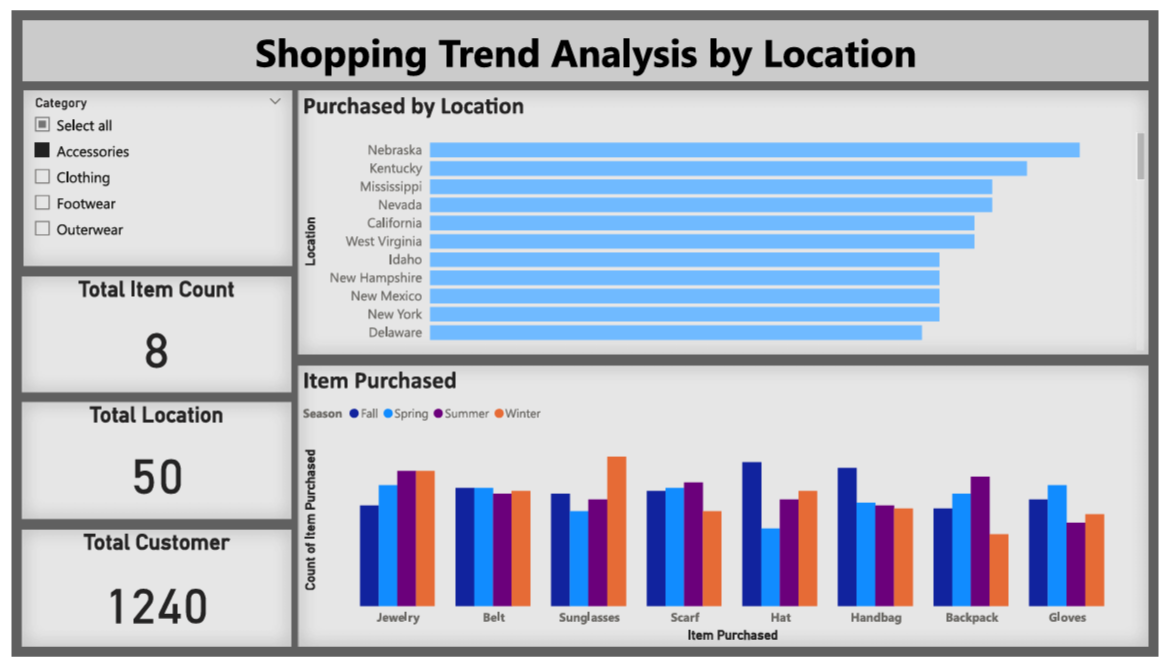 Shopping Trend Analysis by Location
Category
Select all
Accessories
Clothing
Footwear
Outerwear
Total Item Count
8
Total Location
50
Total Customer
1240
Purchased by Location
Location
Nebraska
Kentucky
Mississippi
Nevada
California
West Virginia
Idaho
New Hampshire
New Mexico
New York
Delaware
Item Purchased
Season Fall Spring Summer Winter
Count of Item Purchased
Jewelry Belt Sunglasses Scarf Hat Handbag Backpack Gloves
Item Purchased